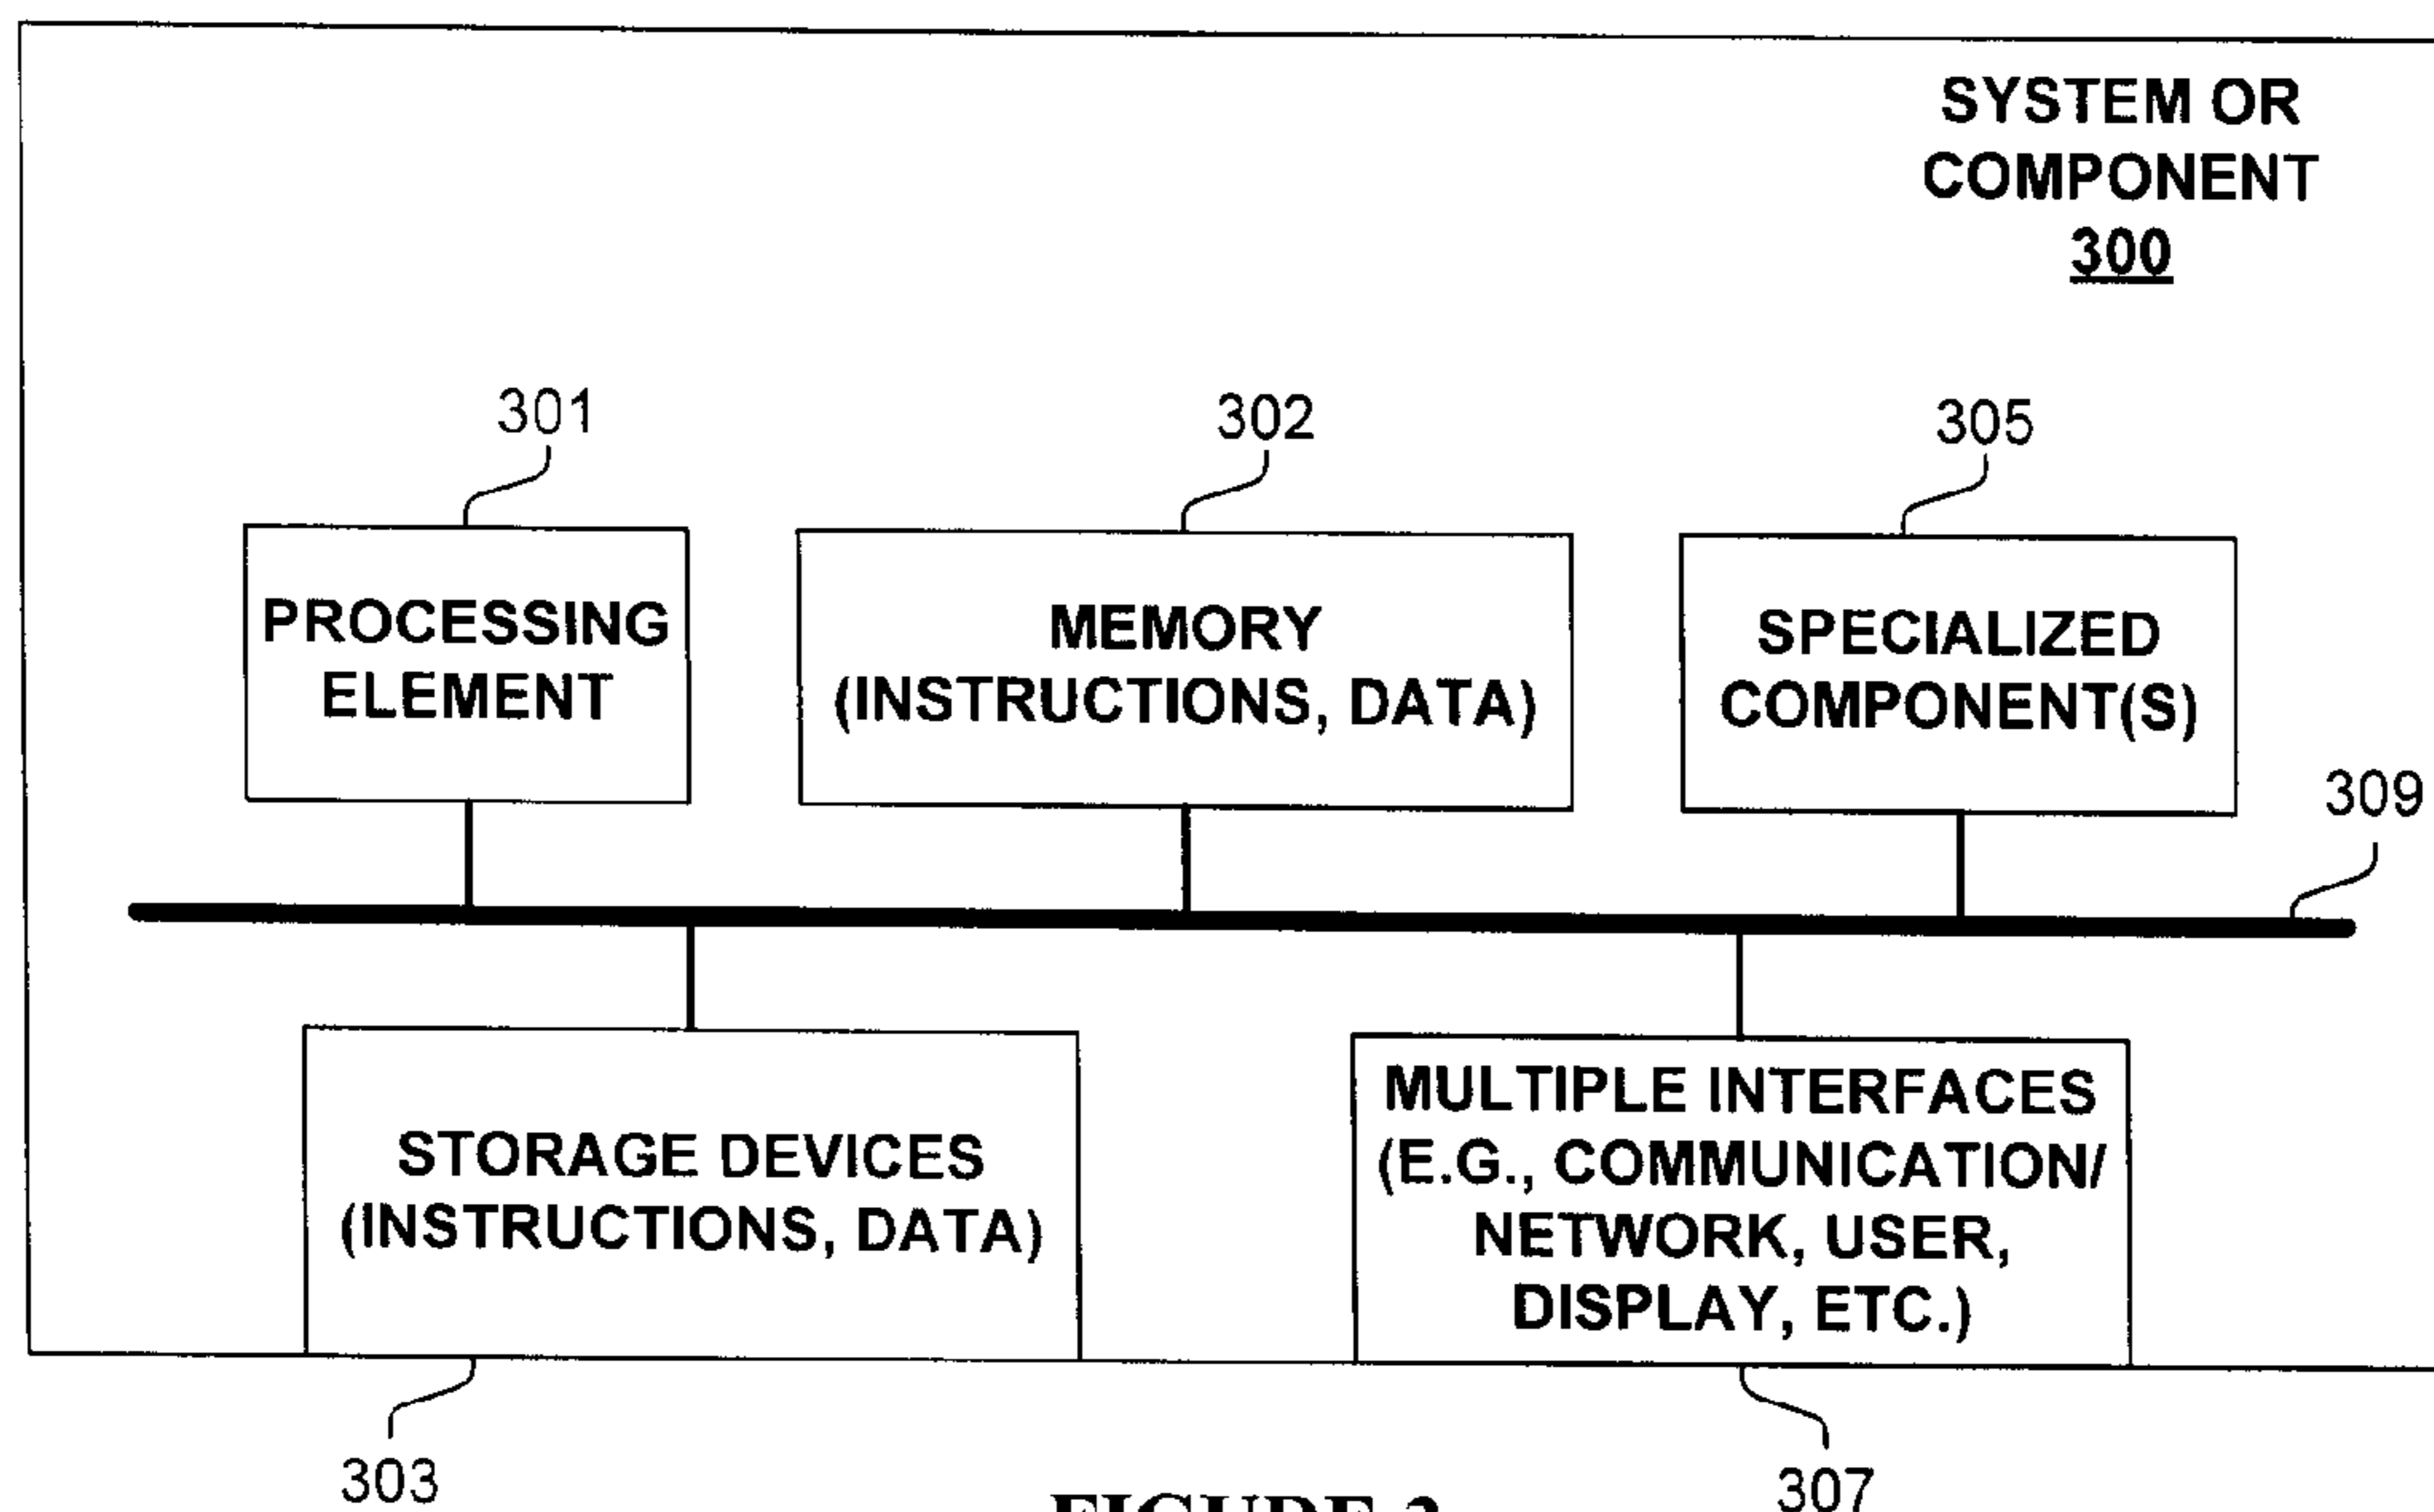 SYSTEM OR
COMPONENT
300
301
302
305
PROCESSING
ELEMENT
MEMORY
(INSTRUCTIONS, DATA)
SPECIALIZED
COMPONENT(S)
309
STORAGE DEVICES
(INSTRUCTIONS, DATA)
MULTIPLE INTERFACES
(E.G., COMMUNICATION/
NETWORK, USER,
DISPLAY, ETC.)
303
307
FIGURE